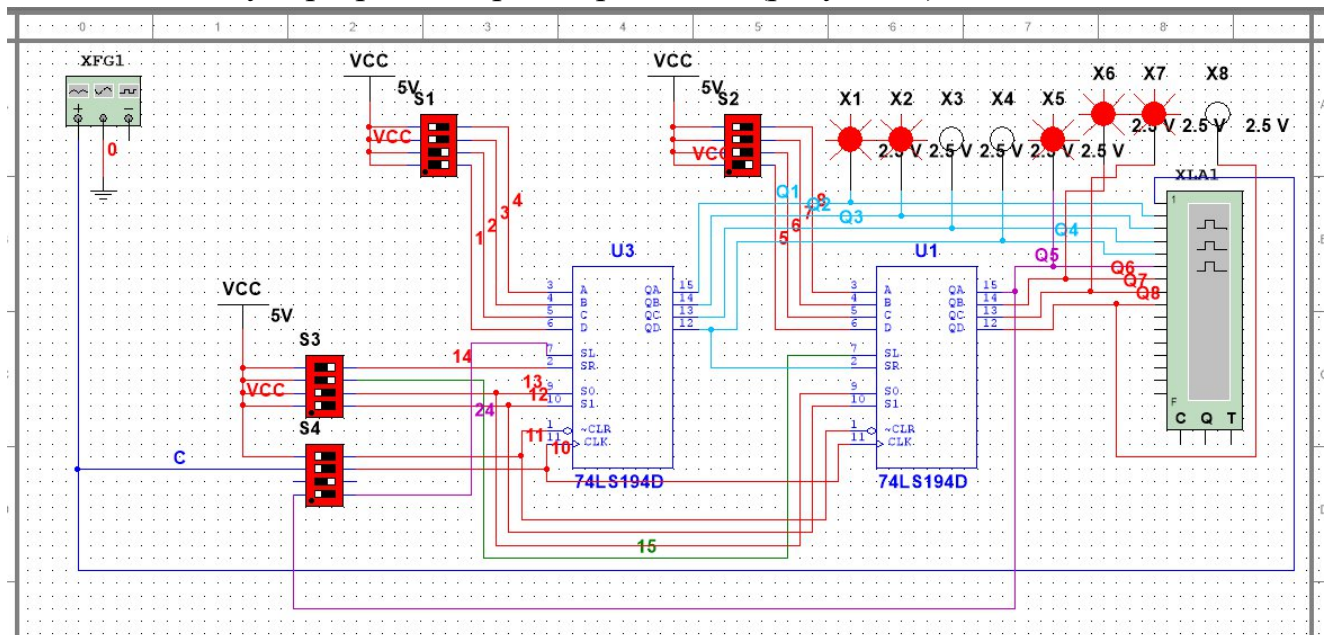 0 1 2 3 4 5 6 7 8
XFG1
VCC
5V
S1
VCC
VCC
5V
S2
X1 X2 X3 X4 X5 X6 X7 X8
2.5 V 2.5 V 2.5 V 2.5 V
2.5 V 2.5 V 2.5 V
0
XLA1
Q1 Q2
Q3
Q4
Q5
Q6
Q7
Q8
1 2 3 4
5 6 7 8
U3
3 A QA 15
4 B QB 14
5 C QC 13
6 D QD 12
7 SL
2 SR
9 S0
10 S1
1 ~CLR
11 CLK
74LS194D
U1
3 A QA 15
4 B QB 14
5 C QC 13
6 D QD 12
7 SL
2 SR
9 S0
10 S1
1 ~CLR
11 CLK
74LS194D
1
F
C Q T
VCC
5V
S3
VCC
14
13
12
24
S4
11
10
C
15